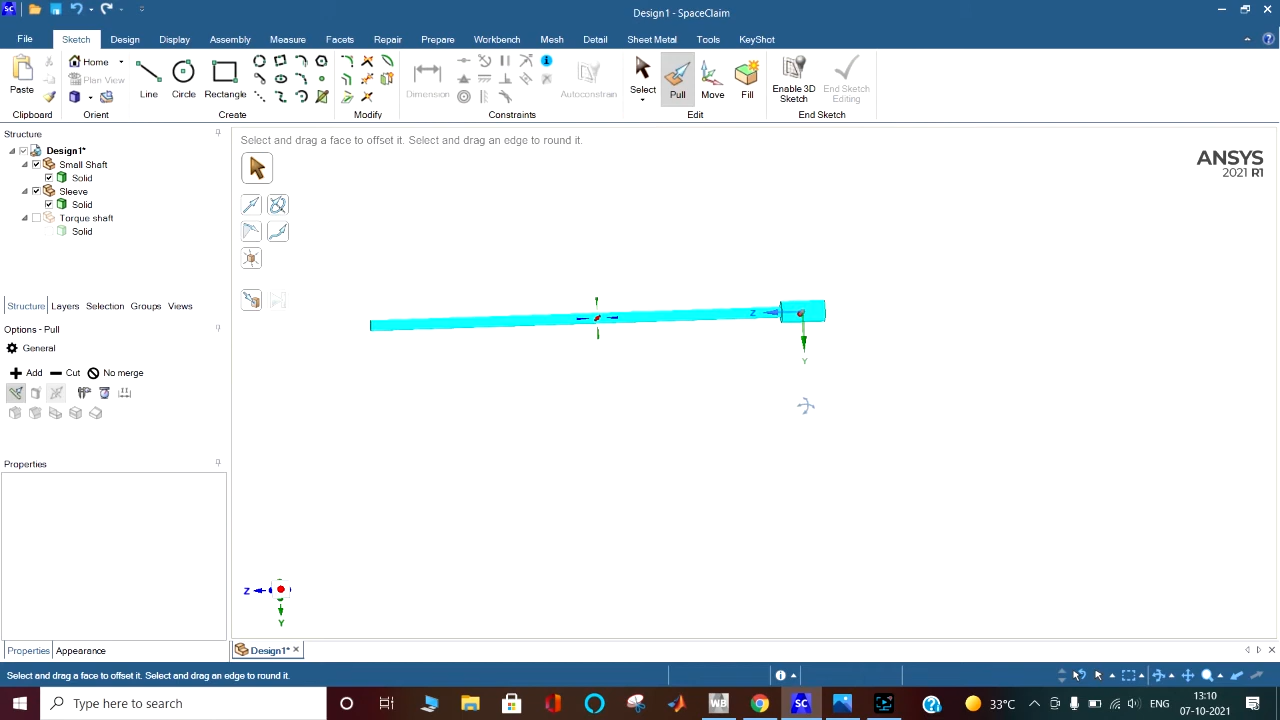 Design1 - SpaceClaim
File Sketch Design Display Assembly Measure Facets Repair Prepare Workbench Mesh Detail Sheet Metal Tools KeyShot
Paste
Home
Plan View
Line Circle Rectangle
Dimension
Autoconstrain
Select Pull Move Fill
Enable 3D Sketch
End Sketch Editing
Clipboard Orient Create Modify Constraints Edit End Sketch
Structure
Select and drag a face to offset it. Select and drag an edge to round it.
Design1*
Small Shaft
Solid
Sleeve
Solid
Torque shaft
Solid
ANSYS
2021 R1
Z
Y
Structure Layers Selection Groups Views
Options - Pull
General
Add Cut No merge
Properties
Z
Y
Properties Appearance
Design1*
Select and drag a face to offset it. Select and drag an edge to round it.
Type here to search
WB
SC
33°C
ENG
13:10
07-10-2021